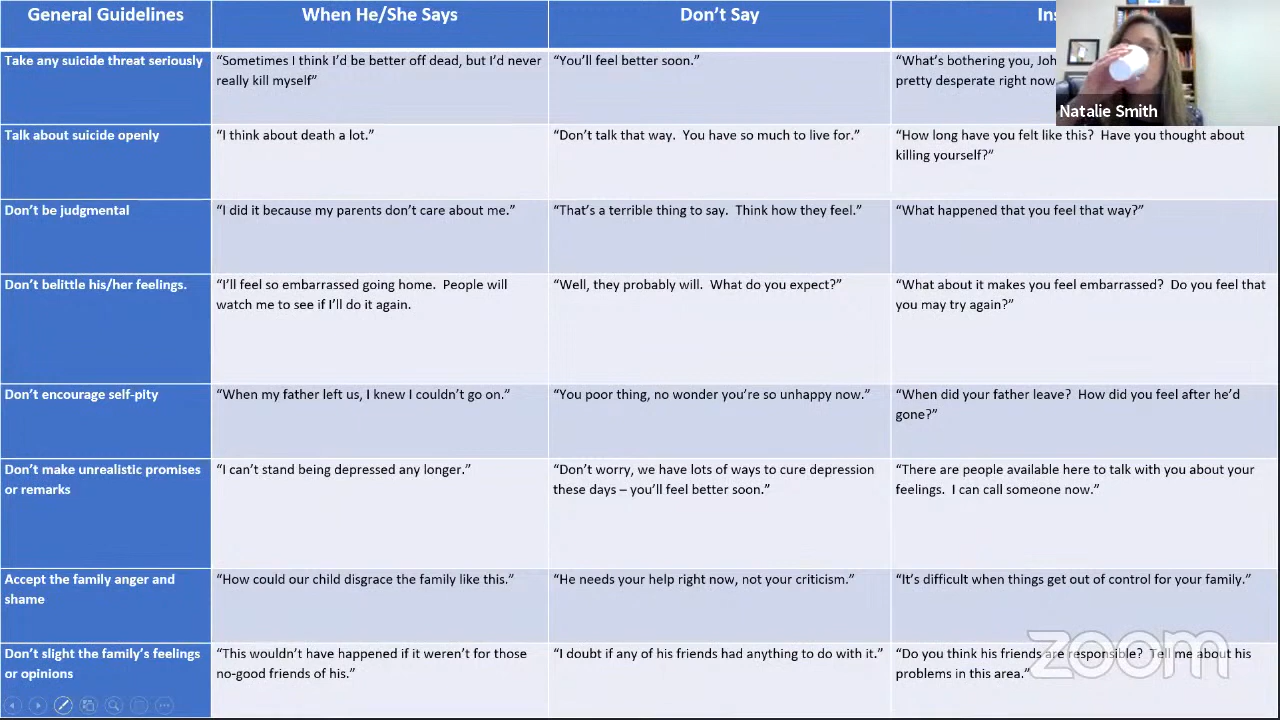 General Guidelines
When He/She Says
Don’t Say
Take any suicide threat seriously
“Sometimes I think I’d be better off dead, but I’d never
really kill myself”
“You’ll feel better soon.”
“What’s bothering you,
pretty desperate right now
Natalie Smith
Talk about suicide openly
“I think about death a lot.”
“Don’t talk that way.  You have so much to live for.”
“How long have you felt like this?  Have you thought about
killing yourself?”
Don’t be judgmental
“I did it because my parents don’t care about me.”
“That’s a terrible thing to say.  Think how they feel.”
“What happened that you feel that way?”
Don’t belittle his/her feelings.
“I’ll feel so embarrassed going home.  People will
watch me to see if I’ll do it again.
“Well, they probably will.  What do you expect?”
“What about it makes you feel embarrassed?  Do you feel that
you may try again?”
Don’t encourage self-pity
“When my father left us, I knew I couldn’t go on.”
“You poor thing, no wonder you’re so unhappy now.”
“When did your father leave?  How did you feel after he’d
gone?”
Don’t make unrealistic promises
or remarks
“I can’t stand being depressed any longer.”
“Don’t worry, we have lots of ways to cure depression
these days – you’ll feel better soon.”
“There are people available here to talk with you about your
feelings.  I can call someone now.”
Accept the family anger and
shame
“How could our child disgrace the family like this.”
“He needs your help right now, not your criticism.”
“It’s difficult when things get out of control for your family.”
Don’t slight the family’s feelings
or opinions
“This wouldn’t have happened if it weren’t for those
no-good friends of his.”
“I doubt if any of his friends had anything to do with it.”
“Do you think his friends are responsible?  Tell me about his
problems in this area.”
zoom